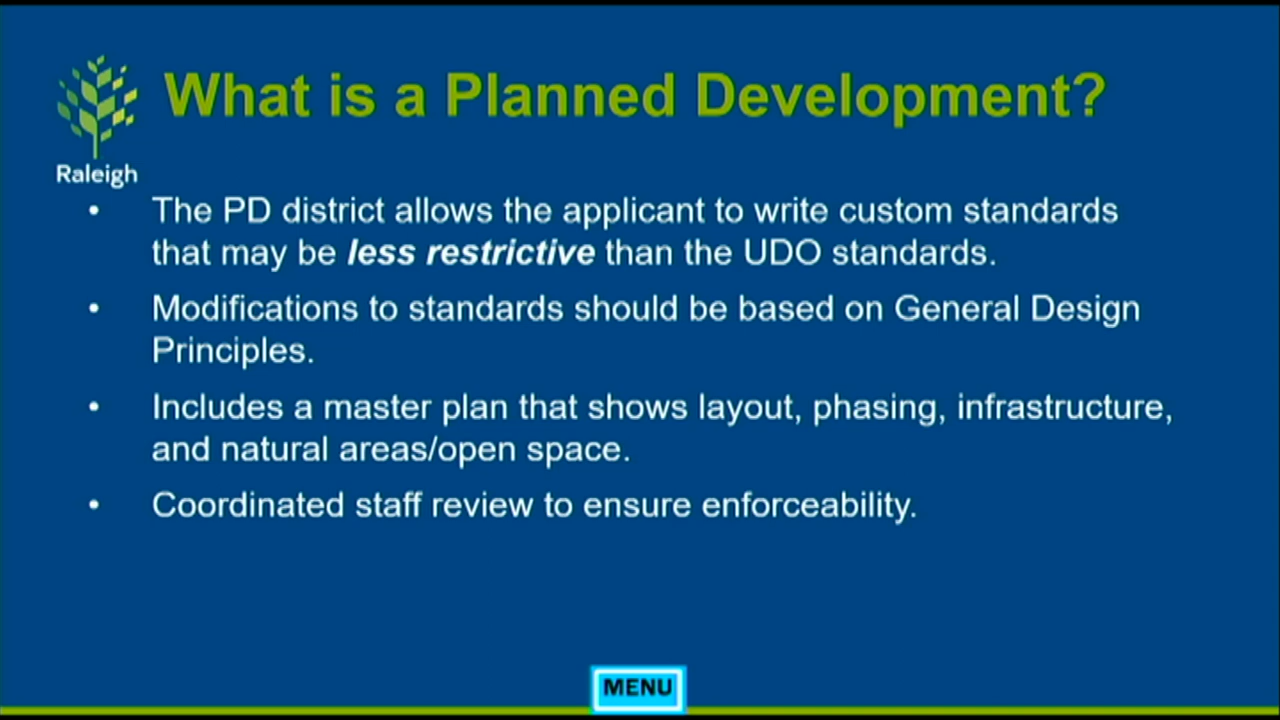 What is a Planned Development?
Raleigh
• The PD district allows the applicant to write custom standards
that may be less restrictive than the UDO standards.
• Modifications to standards should be based on General Design
Principles.
• Includes a master plan that shows layout, phasing, infrastructure,
and natural areas/open space.
• Coordinated staff review to ensure enforceability.
MENU